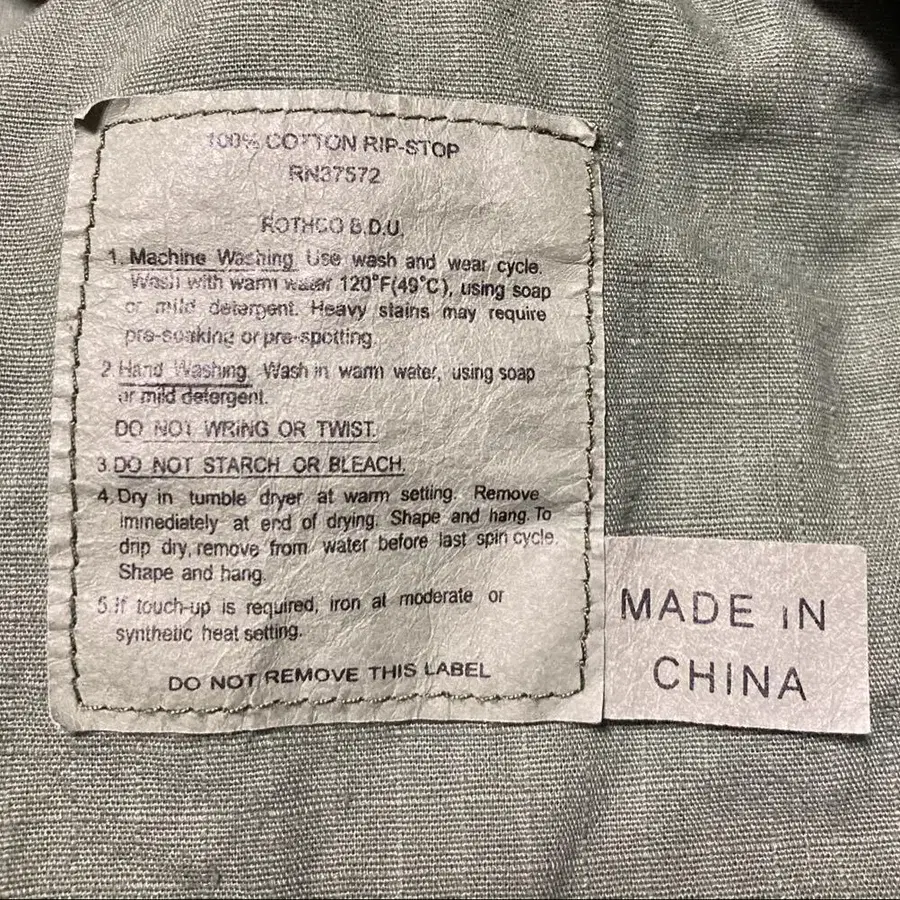 100% COTTON RIP-STOP
RN37572
ROTHCO B.D.U.
1. Machine Washing. Use wash and wear cycle.
Wash with warm water 120°F(49°C), using soap
or mild detergent. Heavy stains may require
pre-soaking or pre-spotting.
2. Hand Washing. Wash in warm water, using soap
or mild detergent.
DO NOT WRING OR TWIST.
3. DO NOT STARCH OR BLEACH.
4. Dry in tumble dryer at warm setting. Remove
immediately at end of drying. Shape and hang. To
drip dry, remove from water before last spin cycle.
Shape and hang.
5. If touch-up is required, iron at moderate or
synthetic heat setting.
DO NOT REMOVE THIS LABEL
MADE IN
CHINA